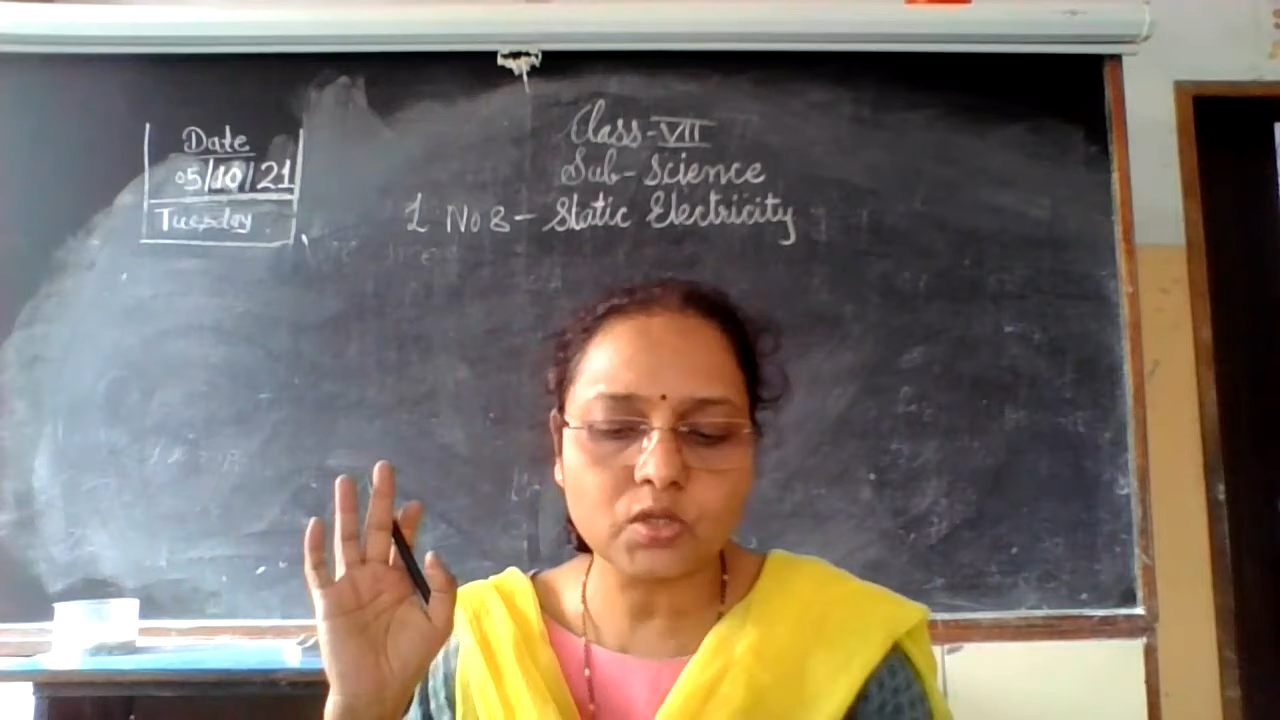 Date
05/10/21
Tuesday
Class-VII
Sub-Science
L No 8- Static Electricity